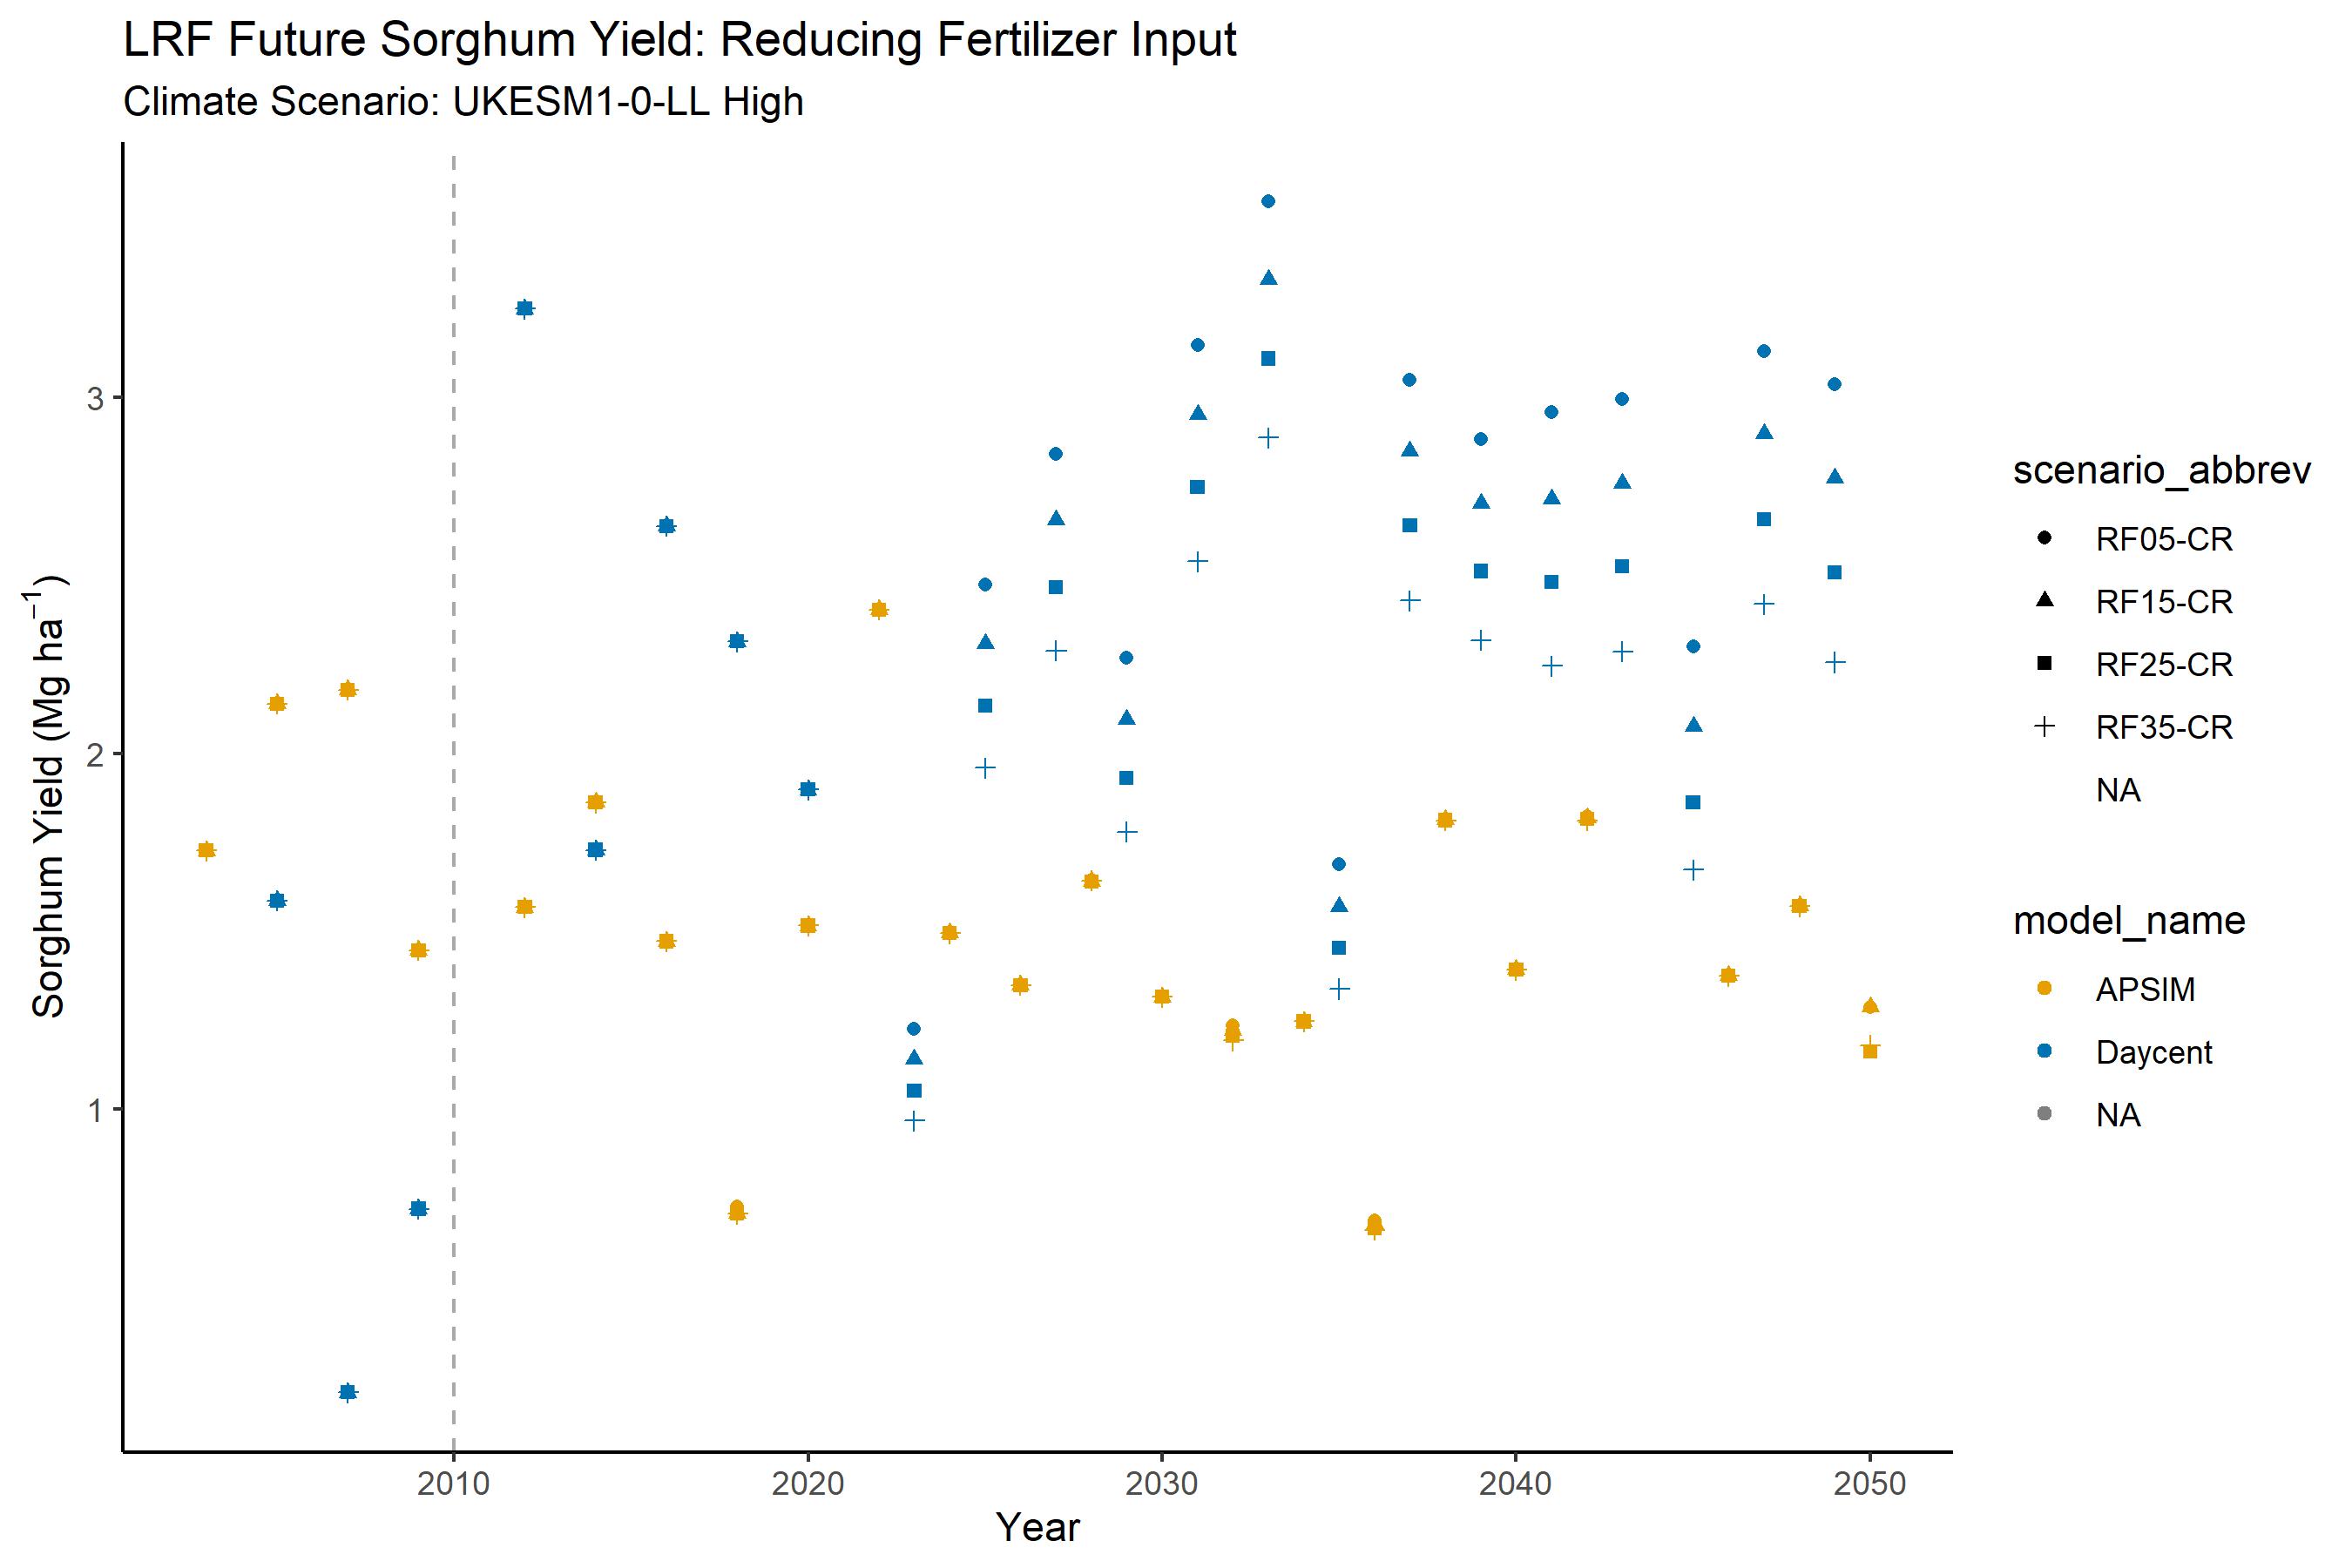 LRF Future Sorghum Yield: Reducing Fertilizer Input
Climate Scenario: UKESM1-0-LL High
Sorghum Yield (Mg ha⁻¹)
3
2
1
2010 2020 2030 2040 2050
Year
scenario_abbrev
RF05-CR
RF15-CR
RF25-CR
RF35-CR
NA
model_name
APSIM
Daycent
NA